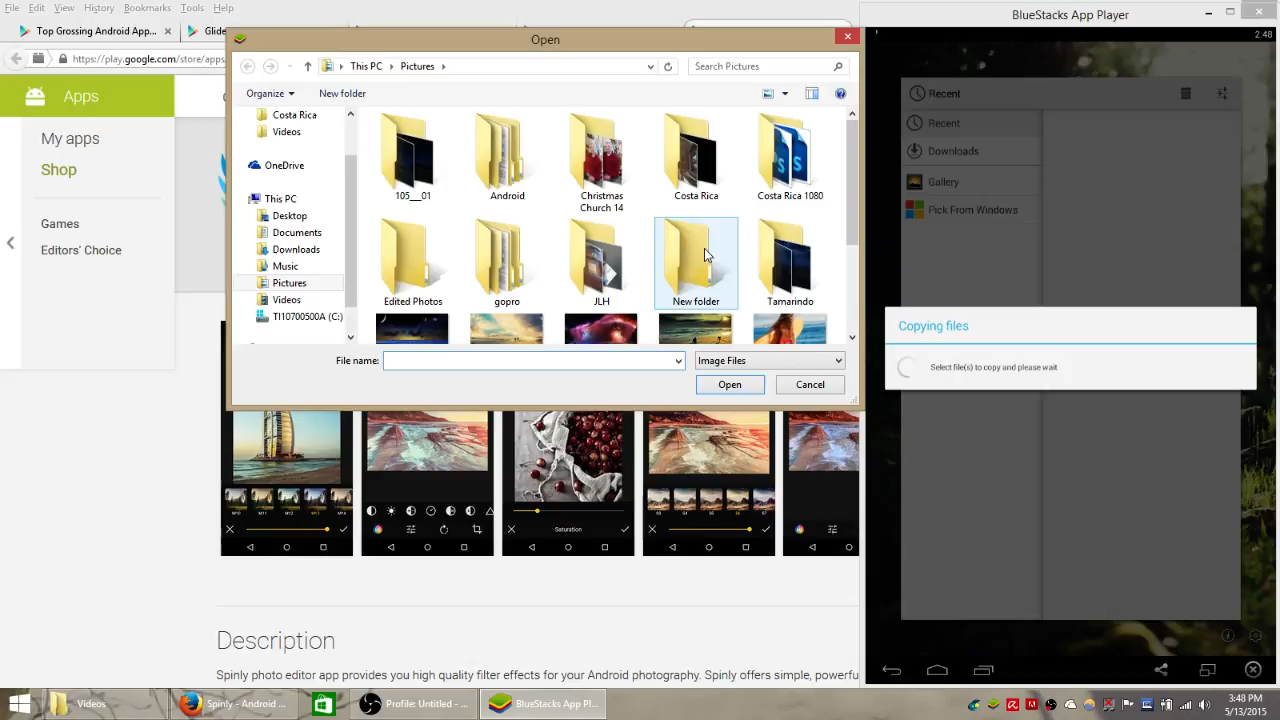 File Edit View History Bookmarks Tools Help
Top Grossing Android App... ×
Glide
https://play.google.com/store/apps
Apps
My apps
Shop
Games
Editors' Choice
Open
This PC Pictures
Search Pictures
Organize
New folder
Costa Rica
Videos
OneDrive
This PC
Desktop
Documents
Downloads
Music
Pictures
Videos
TI10700500A (C:)
105__01
Android
Christmas Church 14
Costa Rica
Costa Rica 1080
Edited Photos
gopro
JLH
New folder
Tamarindo
File name:
Image Files
Open
Cancel
Saturation
Description
Spinly photo editor app provides you high quality filter effects for your Android photography. Spinly offers simple, powerfu
BlueStacks App Player
2:48
Recent
Recent
Downloads
Gallery
Pick From Windows
Copying files
Select file(s) to copy and please wait
Videos
Spinly - Android ...
Profile: Untitled - ...
BlueStacks App Pl...
3:48 PM
5/13/2015